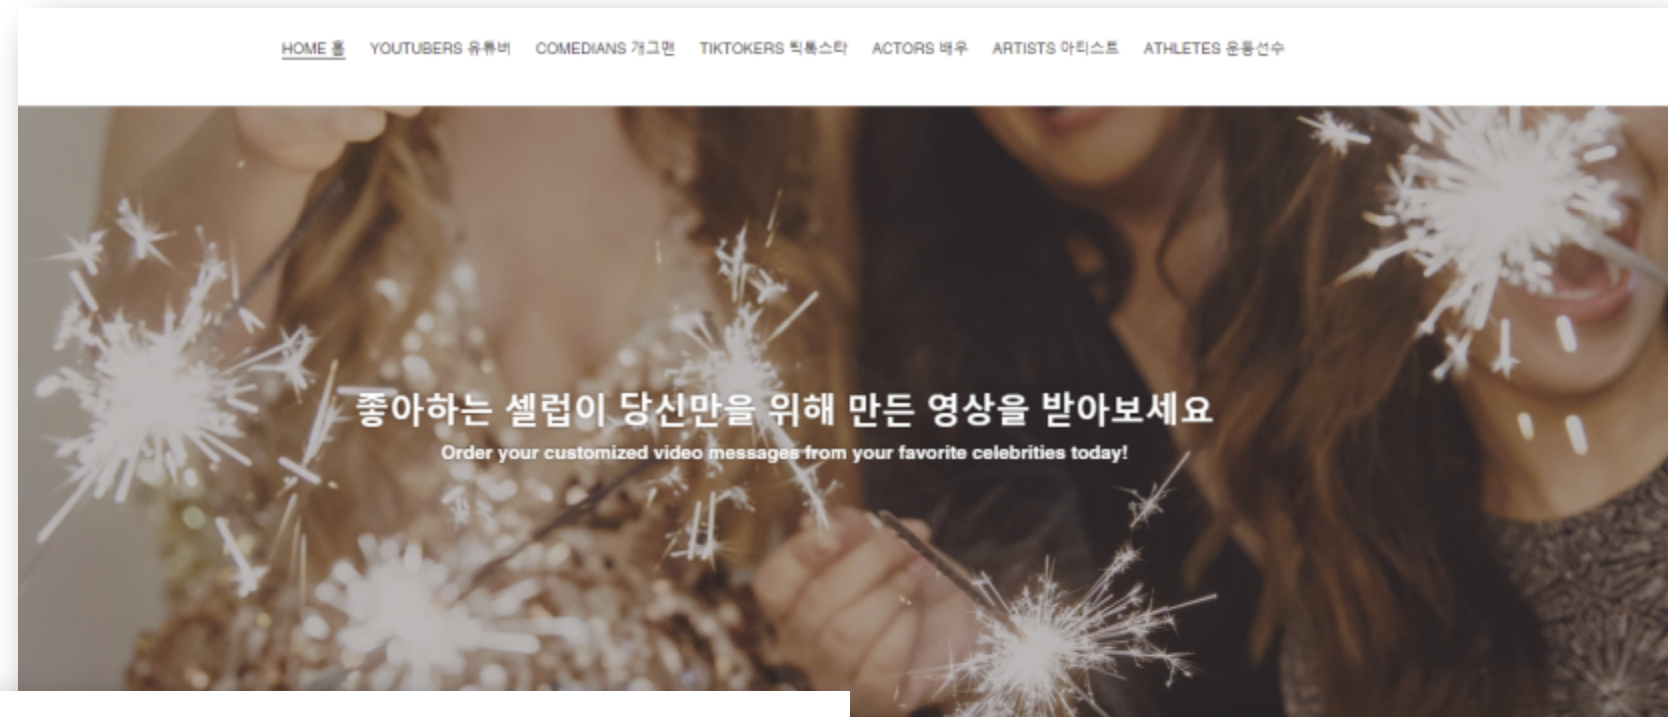 HOME 홈 YOUTUBERS 유튜버 COMEDIANS 개그맨 TIKTOKERS 틱톡스타 ACTORS 배우 ARTISTS 아티스트 ATHLETES 운동선수
좋아하는 셀럽이 당신만을 위해 만든 영상을 받아보세요
Order your customized video messages from your favorite celebrities today!